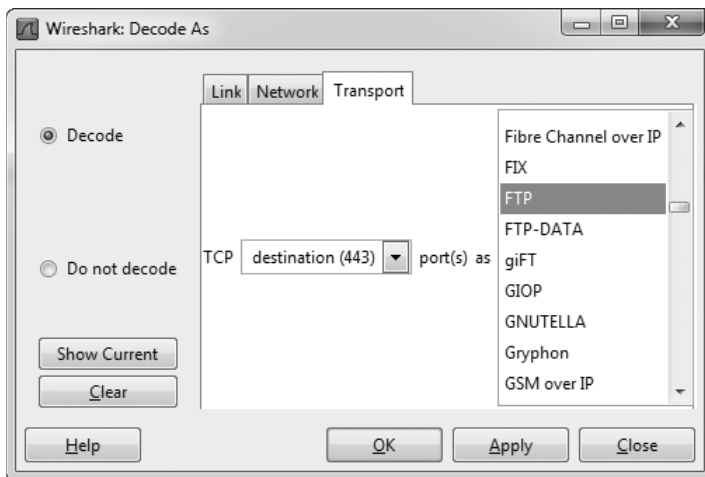 Wireshark: Decode As
Link Network Transport
Decode
Do not decode
Show Current
Clear
TCP destination (443) port(s) as
Fibre Channel over IP
FIX
FTP
FTP-DATA
giFT
GIOP
GNUTELLA
Gryphon
GSM over IP
Help OK Apply Close